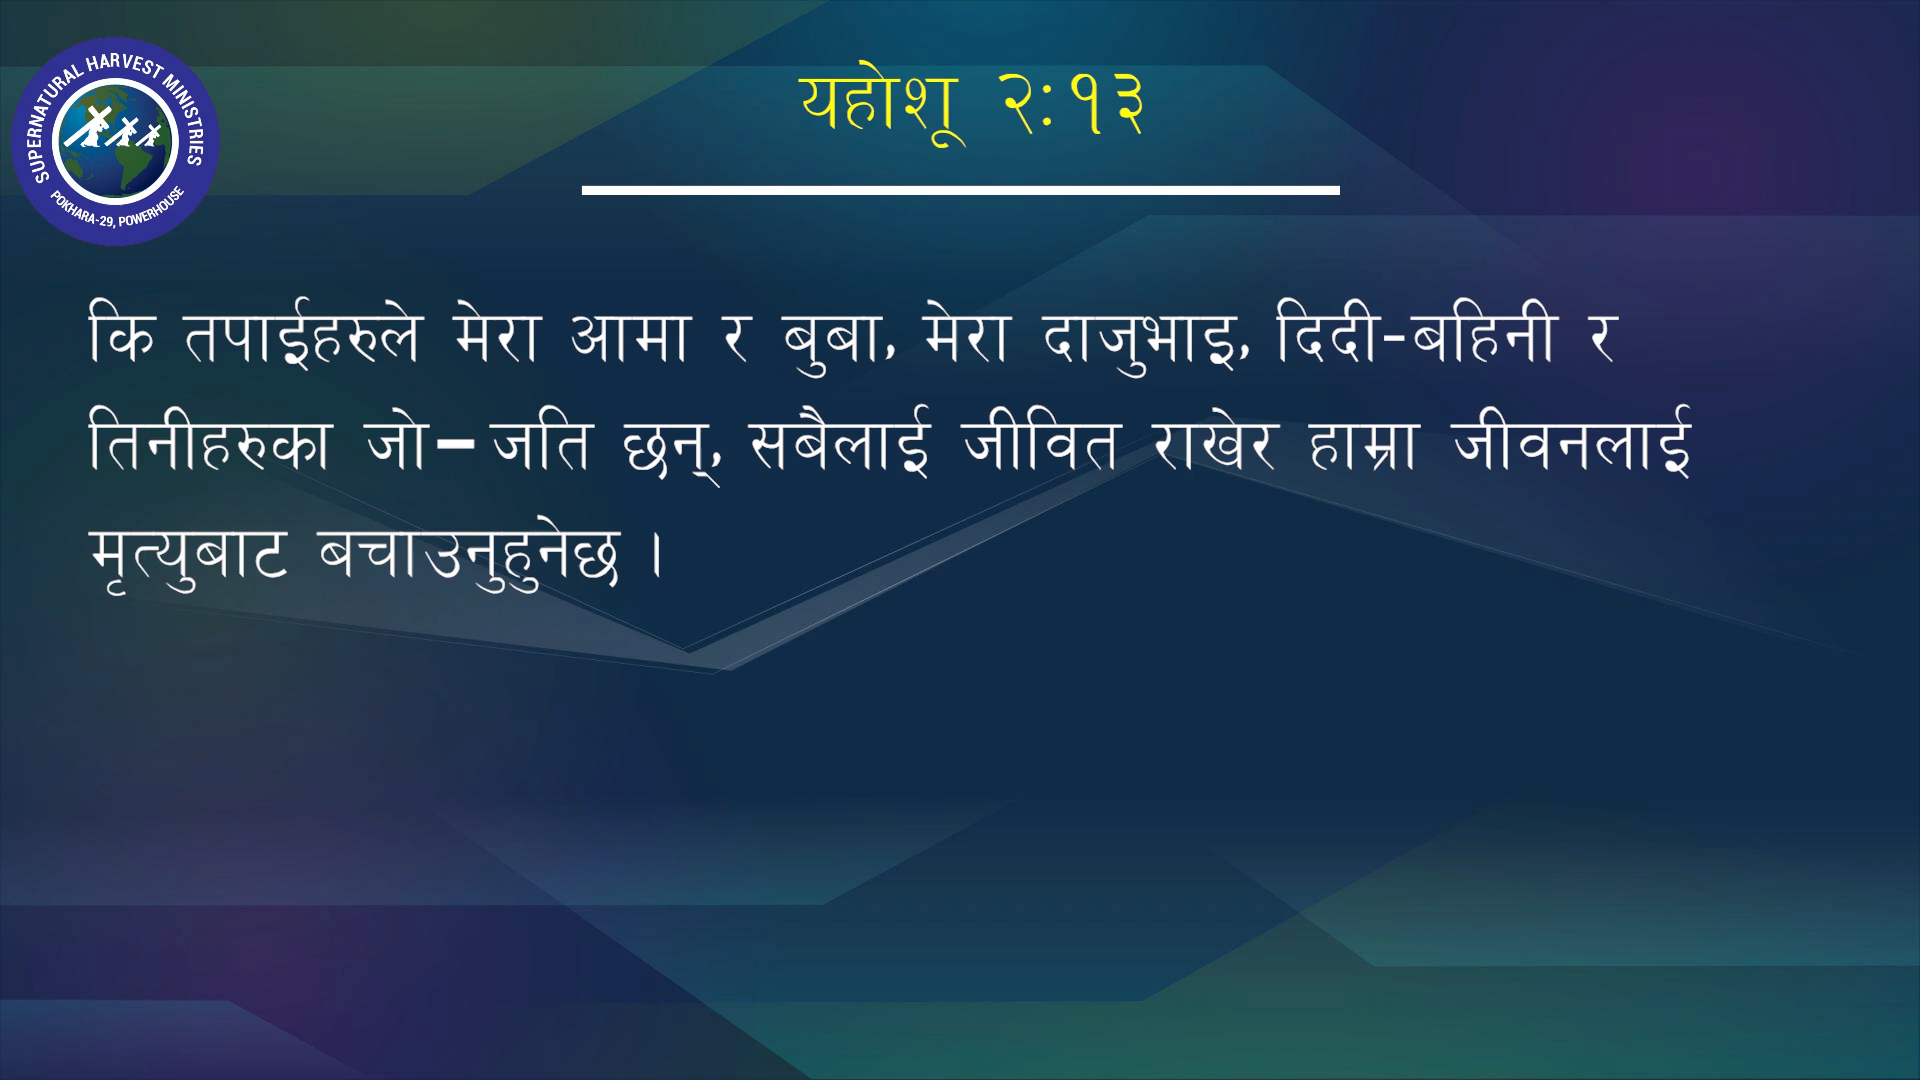 SUPERNATURAL HARVEST MINISTRIES
POKHARA-29, POWERHOUSE
यहोशू २:१३
कि तपाईहरुले मेरा आमा र बुबा, मेरा दाजुभाइ, दिदी-बहिनी र
तिनीहरुका जो–जति छन्, सबैलाई जीवित राखेर हाम्रा जीवनलाई
मृत्युबाट बचाउनुहुनेछ ।